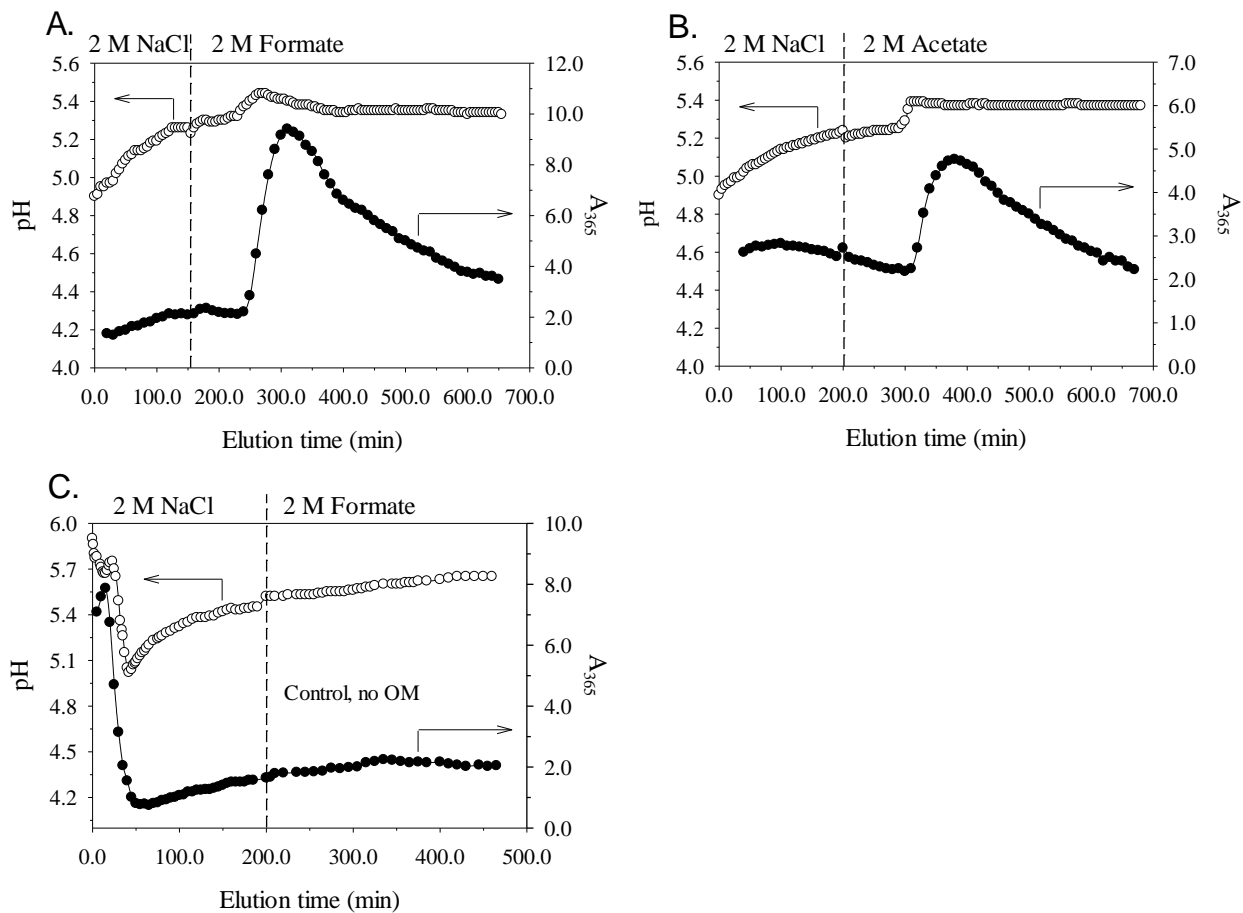 A.
2 M NaCl 2 M Formate
5.6 12.0
5.4 10.0
5.2 8.0
5.0
4.8 6.0
4.6 4.0
4.4
4.2 2.0
4.0 0.0
pH
A365
0.0 100.0 200.0 300.0 400.0 500.0 600.0 700.0
Elution time (min)
B.
2 M NaCl 2 M Acetate
5.6 7.0
5.4 6.0
5.2 5.0
5.0 4.0
4.8
4.6 3.0
4.4 2.0
4.2 1.0
4.0 0.0
pH
A365
0.0 100.0 200.0 300.0 400.0 500.0 600.0 700.0
Elution time (min)
C.
2 M NaCl 2 M Formate
6.0 10.0
5.7 8.0
5.4
5.1 6.0
4.8 4.0
4.5 2.0
4.2 0.0
pH
A365
Control, no OM
0.0 100.0 200.0 300.0 400.0 500.0
Elution time (min)